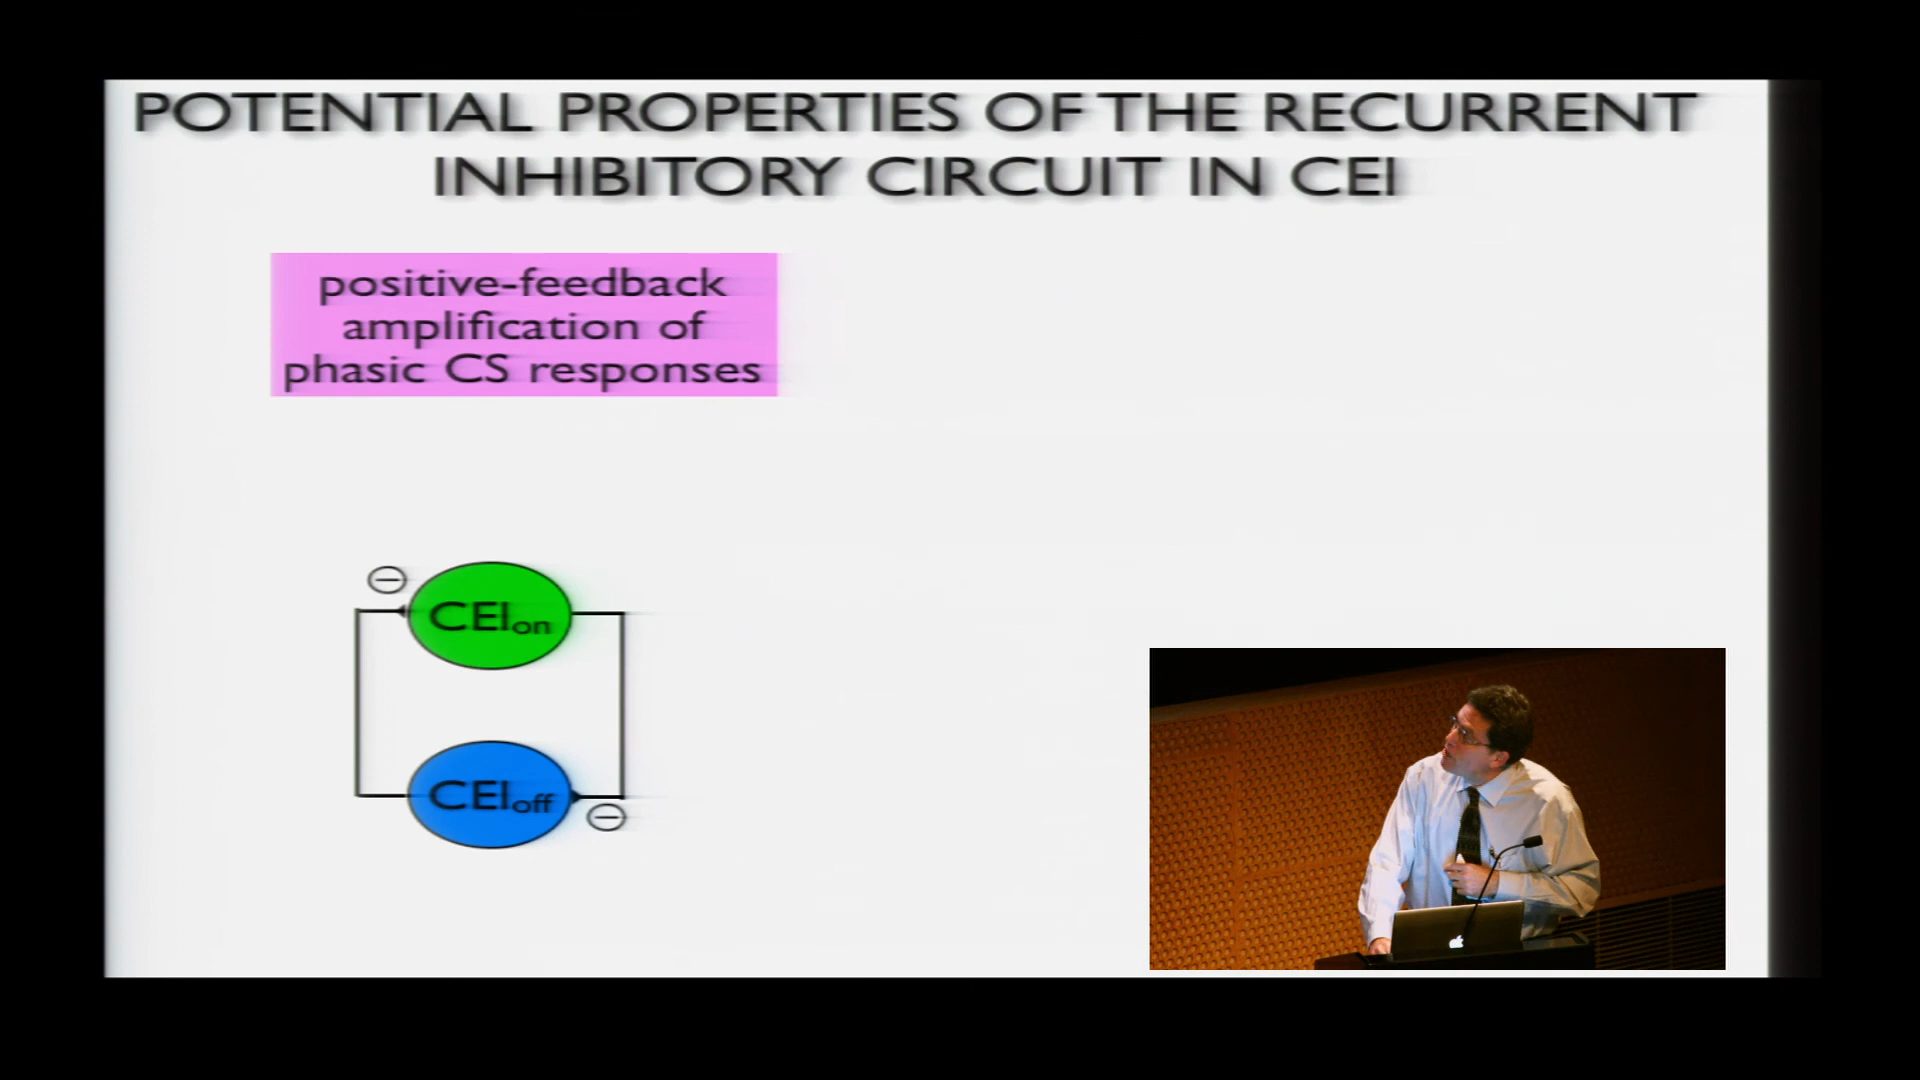 POTENTIAL PROPERTIES OF THE RECURRENT
INHIBITORY CIRCUIT IN CEl
positive-feedback
amplification of
phasic CS responses
CElon
CEloff